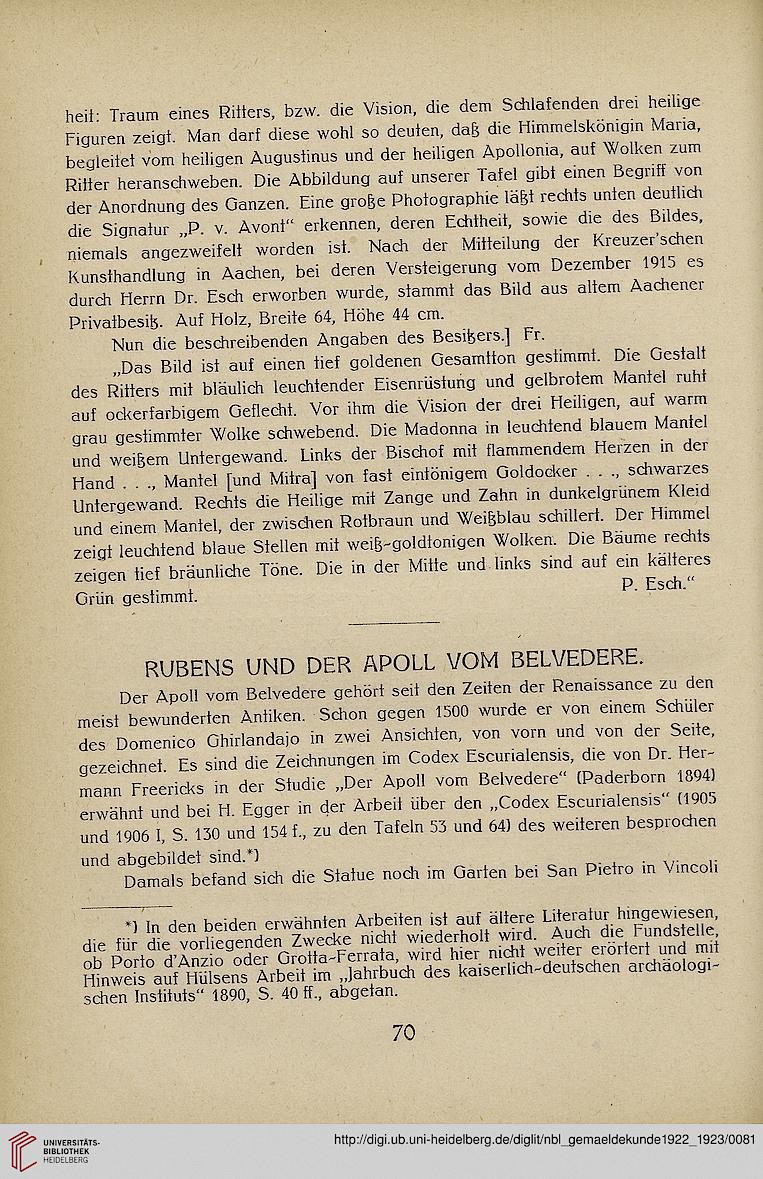 heit: Traum eines Ritters, bzw. die Vision, die dem Schlafenden drei heilige
Figuren zeigt. Man darf diese wohl so deuten, daß die Himmelskönigin Maria,
begleitet vom heiligen Augustinus und der heiligen Apollonia, auf Wolken zum
Ritter heranschweben. Die Abbildung auf unserer Tafel gibt einen Begriff von
der Anordnung des Ganzen. Eine große Photographie läßt rechts unten deutlich
die Signatur „P. v. Avont“ erkennen, deren Echtheit, sowie die des Bildes,
niemals angezweifelt worden ist. Nach der Mitteilung der Kreuzer'schen
Kunsthandlung in Aachen, bei deren Versteigerung vom Dezember 1915 es
durch Herrn Dr. Esch erworben wurde, stammt das Bild aus altem Aachener
Privatbesitz. Auf Holz, Breite 64, Höhe 44 cm.
Nun die beschreibenden Angaben des Besitzers.] Fr.
„Das Bild ist auf einen tief goldenen Gesamtton gestimmt. Die Gestalt
des Ritters mit bläulich leuchtender Eisenrüstung und gelbrotem Mantel ruht
auf ockerfarbigem Geflecht. Vor ihm die Vision der drei Heiligen, auf warm
grau gestimmter Wolke schwebend. Die Madonna in leuchtend blauem Mantel
und weißem Untergewand. Links der Bischof mit flammendem Herzen in der
Hand . . ., Mantel [und Mitra] von fast eintönigem Goldocker . . ., schwarzes
Untergewand. Rechts die Heilige mit Zange und Zahn in dunkelgrünem Kleid
und einem Mantel, der zwischen Rotbraun und Weißblau schillert. Der Himmel
zeigt leuchtend blaue Stellen mit weiß-goldtonigen Wolken. Die Bäume rechts
zeigen tief bräunliche Töne. Die in der Mitte und links sind auf ein kälteres
Grün gestimmt. P. Esch.“
RUBENS UND DER APOLL VOM BELVEDERE.
Der Apoll vom Belvedere gehört seit den Zeiten der Renaissance zu den
meist bewunderten Antiken. Schon gegen 1500 wurde er von einem Schüler
des Domenico Ghirlandajo in zwei Ansichten, von vorn und von der Seite,
gezeichnet. Es sind die Zeichnungen im Codex Escurialensis, die von Dr. Her-
mann Freericks in der Studie „Der Apoll vom Belvedere“ (Paderborn 1894)
erwähnt und bei H. Egger in der Arbeit über den „Codex Escurialensis“ (1905
und 1906 I, S. 130 und 154 f., zu den Tafeln 53 und 64) des weiteren besprochen
und abgebildet sind.*)
Damals befand sich die Statue noch im Garten bei San Pietro in Vincoli
*) In den beiden erwähnten Arbeiten ist auf ältere Literatur hingewiesen,
die für die vorliegenden Zwecke nicht wiederholt wird. Auch die Fundstelle,
ob Porto d'Anzio oder Grotta-Ferrata, wird hier nicht weiter erörtert und mit
Hinweis auf Hülsens Arbeit im „Jahrbuch des kaiserlich-deutschen archäologi-
schen Instituts“ 1890, S. 40 ff., abgetan.
70
UNIVERSITÄTS-
BIBLIOTHEK
HEIDELBERG
http://digi.ub.uni-heidelberg.de/diglit/nbl_gemaeldekunde1922_1923/0081